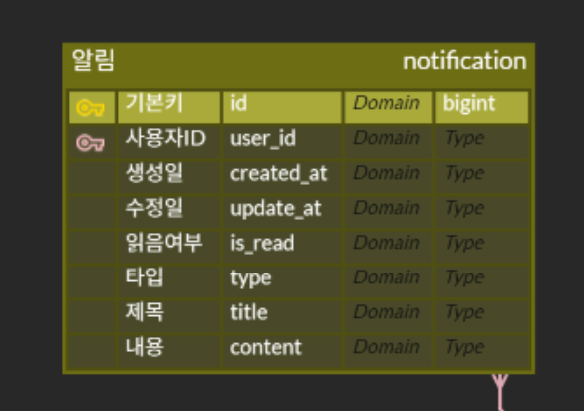 알림 notification
기본키 id Domain bigint
사용자ID user_id Domain Type
생성일 created_at Domain Type
수정일 update_at Domain Type
읽음여부 is_read Domain Type
타입 type Domain Type
제목 title Domain Type
내용 content Domain Type